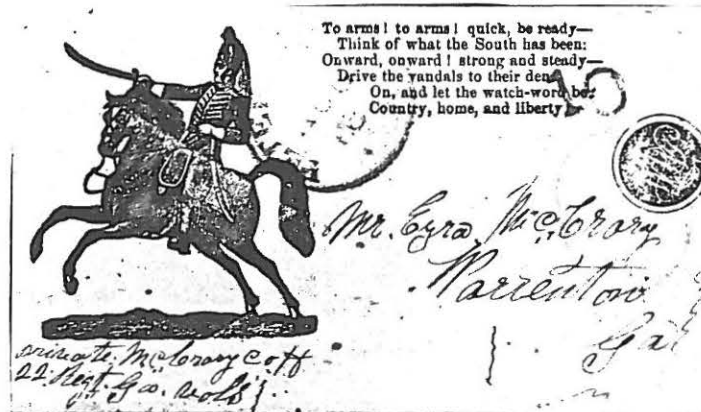 To arms! to arms! quick, be ready—
Think of what the South has been:
Onward, onward! strong and steady—
Drive the vandals to their den.
On, and let the watch-word be:
Country, home, and liberty
10
Mr. Ezra McCrary
Warrenton
Ga
private McCrary Co H
22 Regt Ga vols